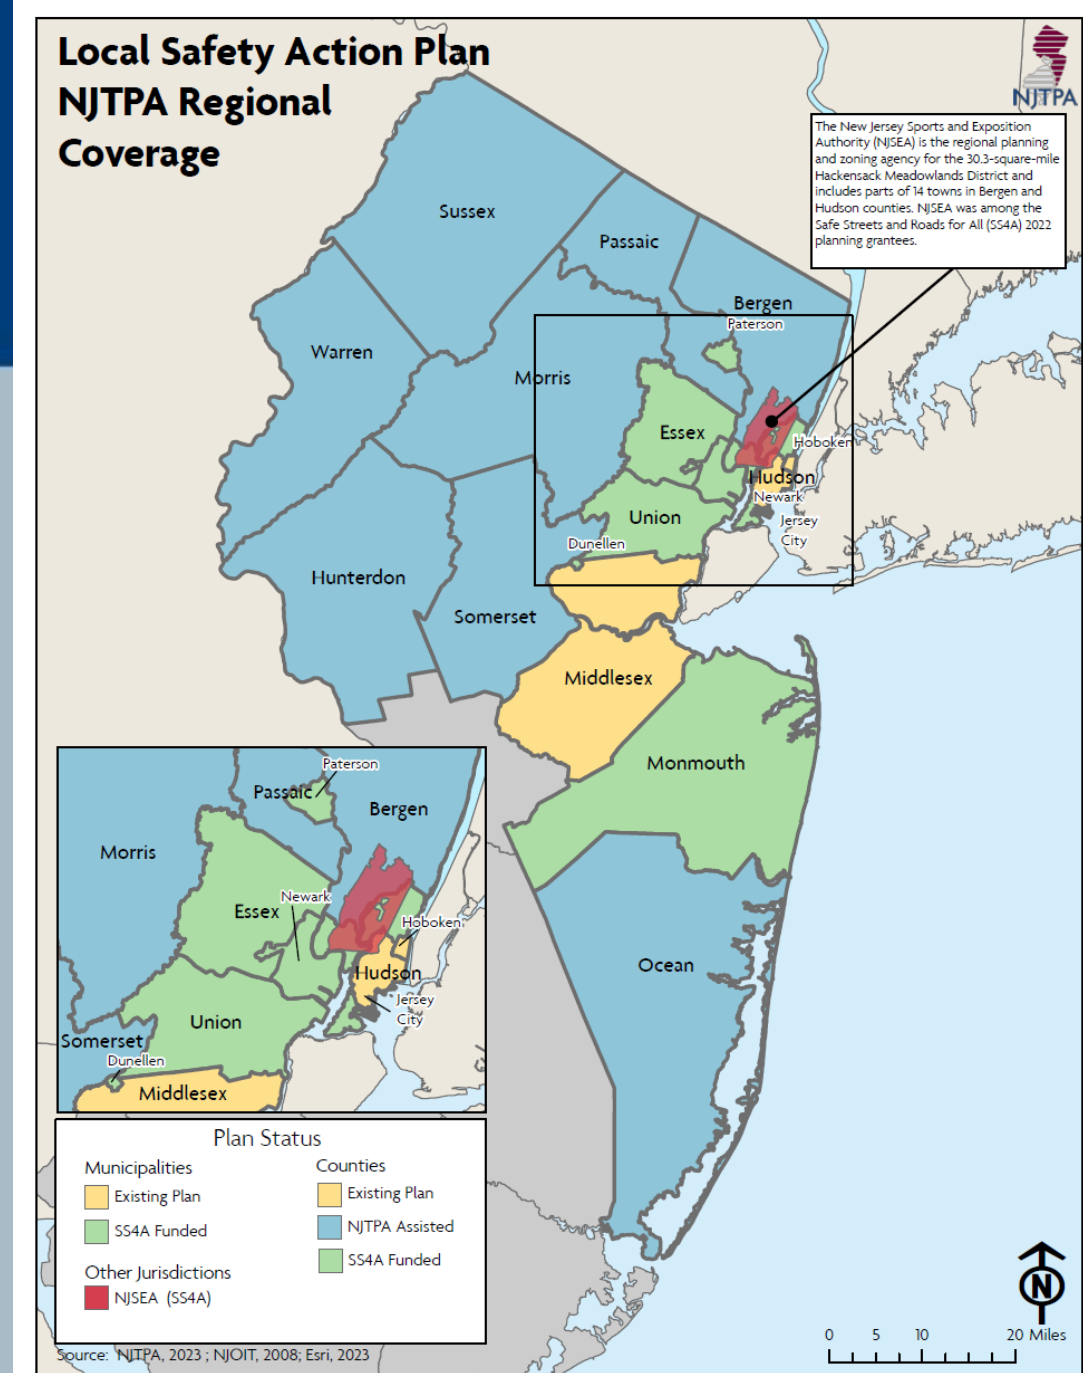 Local Safety Action Plan
NJTPA Regional
Coverage
NJTPA
The New Jersey Sports and Exposition
Authority (NJSEA) is the regional planning
and zoning agency for the 30.3-square-mile
Hackensack Meadowlands District and
includes parts of 14 towns in Bergen and
Hudson counties. NJSEA was among the
Safe Streets and Roads for All (SS4A) 2022
planning grantees.
Sussex
Passaic
Bergen
Paterson
Warren
Morris
Essex
Hoboken
Hudson
Newark
Union
Jersey
City
Dunellen
Hunterdon
Somerset
Middlesex
Monmouth
Ocean
Paterson
Passaic
Bergen
Morris
Newark
Essex
Hoboken
Hudson
Jersey
City
Union
Somerset
Dunellen
Middlesex
Plan Status
Municipalities
Existing Plan
SS4A Funded
Other Jurisdictions
NJSEA (SS4A)
Counties
Existing Plan
NJTPA Assisted
SS4A Funded
Source: NJTPA, 2023 ; NJOIT, 2008; Esri, 2023
N
0 5 10 20 Miles